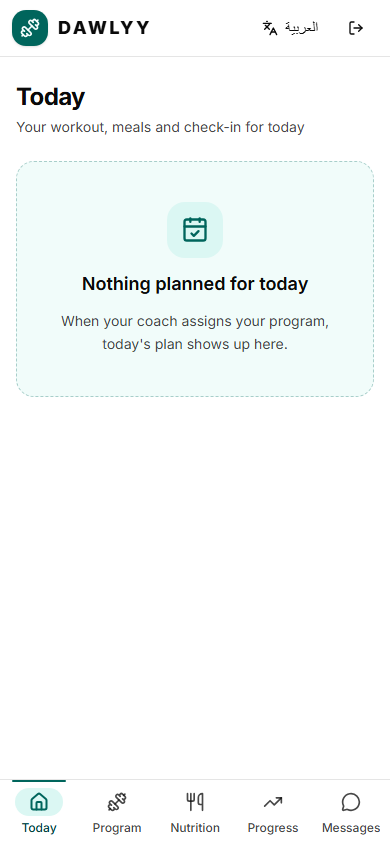 DAWLYY
العربية
Today
Your workout, meals and check-in for today
Nothing planned for today
When your coach assigns your program,
today's plan shows up here.
Today
Program
Nutrition
Progress
Messages